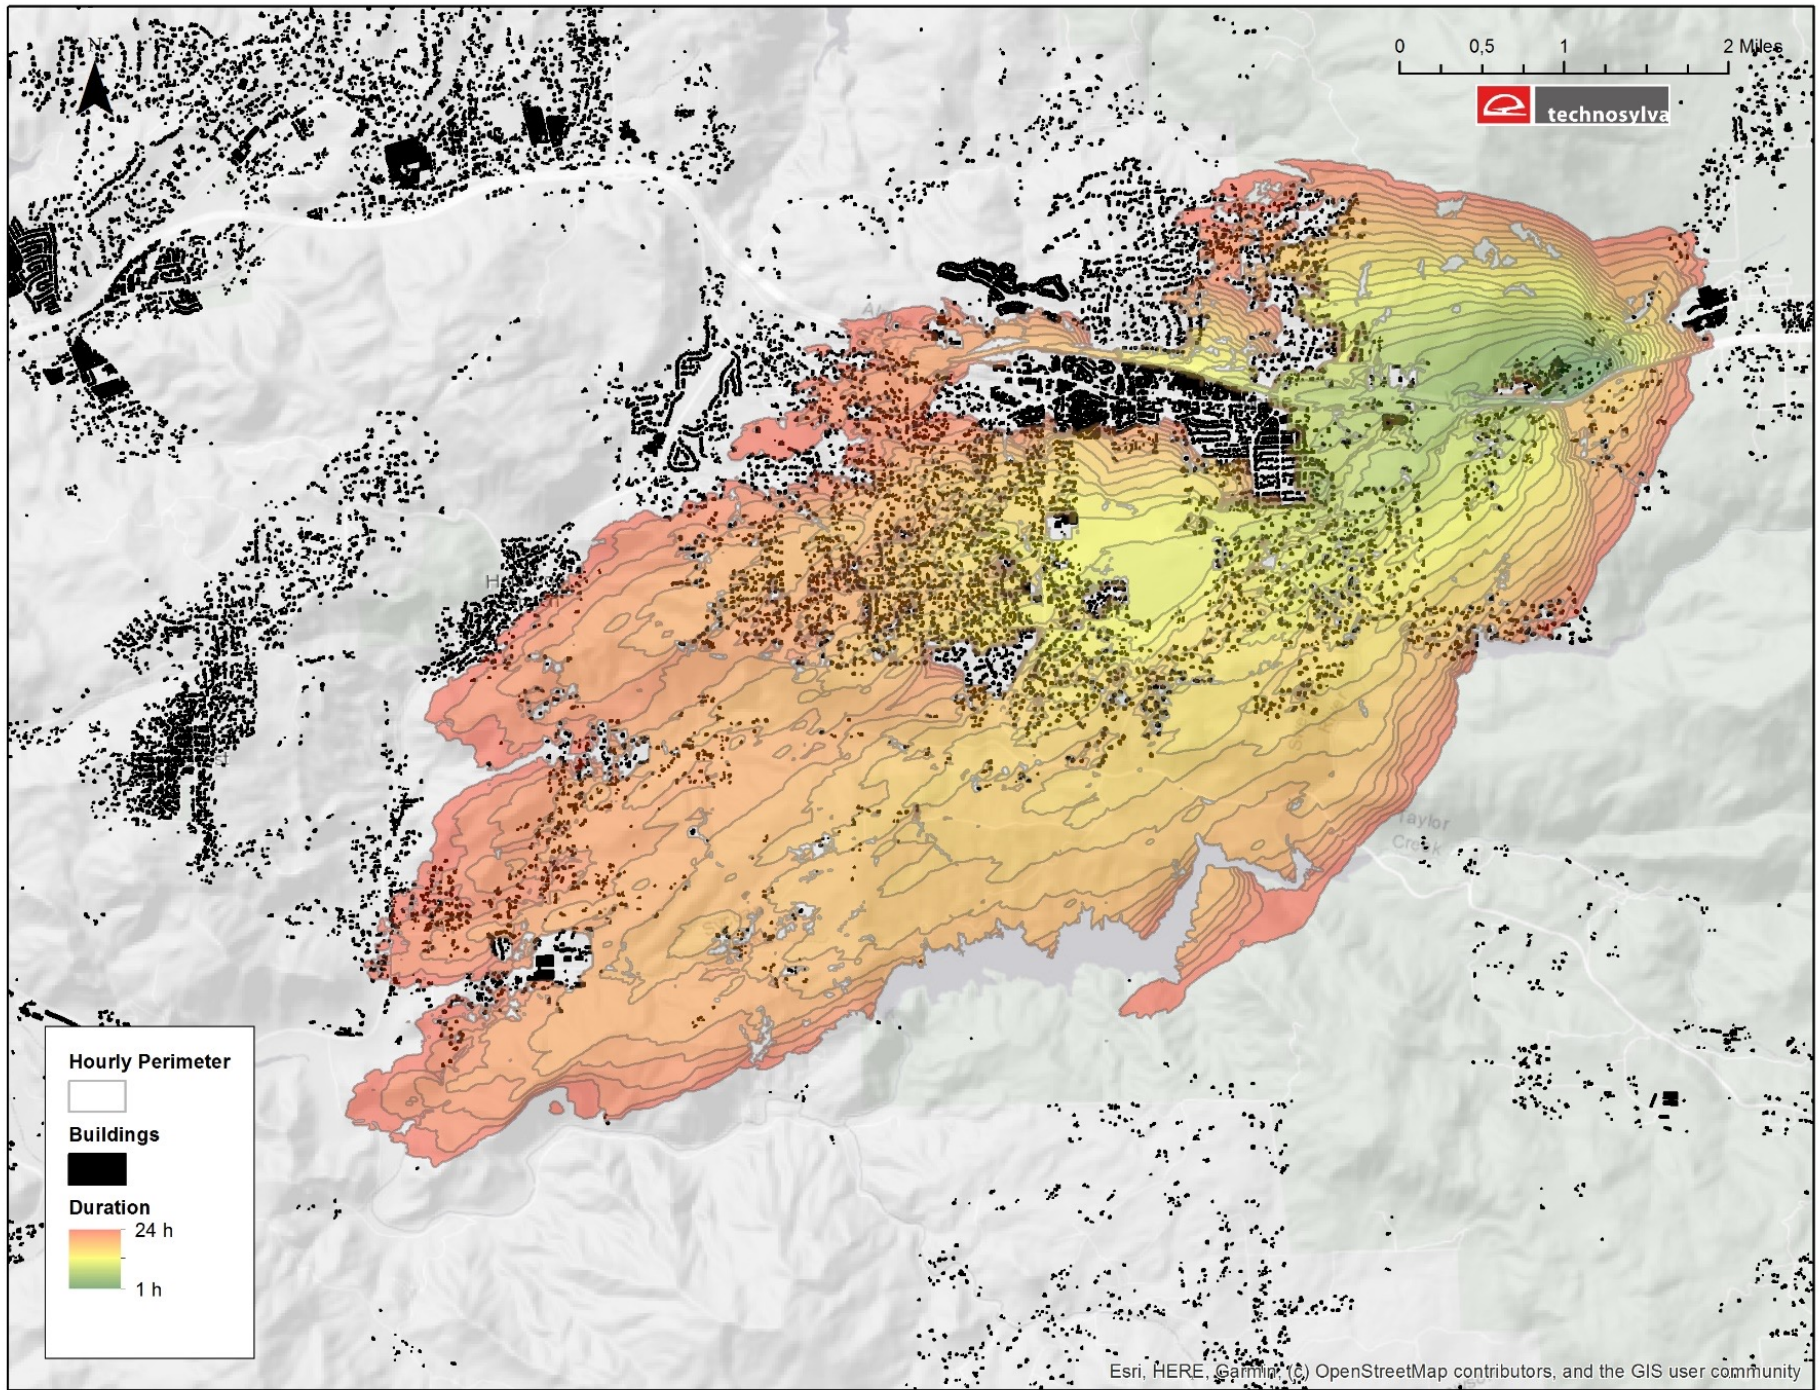 N
0 0,5 1 2 Miles
technosylva
Taylor
Creek
Hourly Perimeter
Buildings
Duration
24 h
1 h
Esri, HERE, Garmin, (c) OpenStreetMap contributors, and the GIS user community